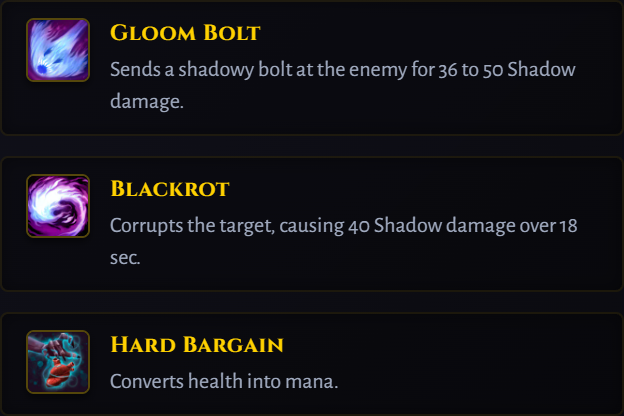 Gloom Bolt
Sends a shadowy bolt at the enemy for 36 to 50 Shadow
damage.
Blackrot
Corrupts the target, causing 40 Shadow damage over 18
sec.
Hard Bargain
Converts health into mana.